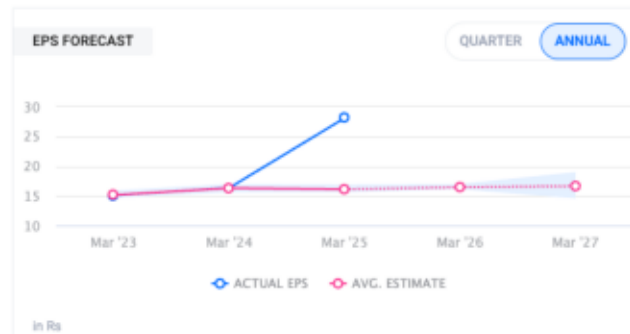 EPS FORECAST
QUARTER ANNUAL
30
25
20
15
10
Mar '23 Mar '24 Mar '25 Mar '26 Mar '27
ACTUAL EPS AVG. ESTIMATE
in Rs